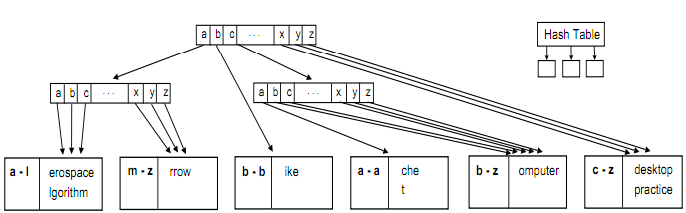 a b c ... x y z
Hash Table
a b c ... x y z
a b c ... x y z
a - l erospace
lgorithm
m - z rrow
b - b ike
a - a che
t
b - z omputer
c - z desktop
practice